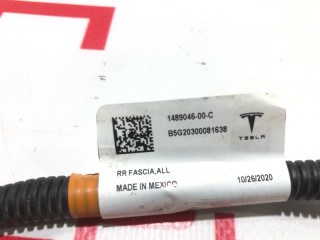 1489046-00-C
B5G20300081638
TESLA
RR FASCIA,ALL
MADE IN MEXICO
10/26/2020